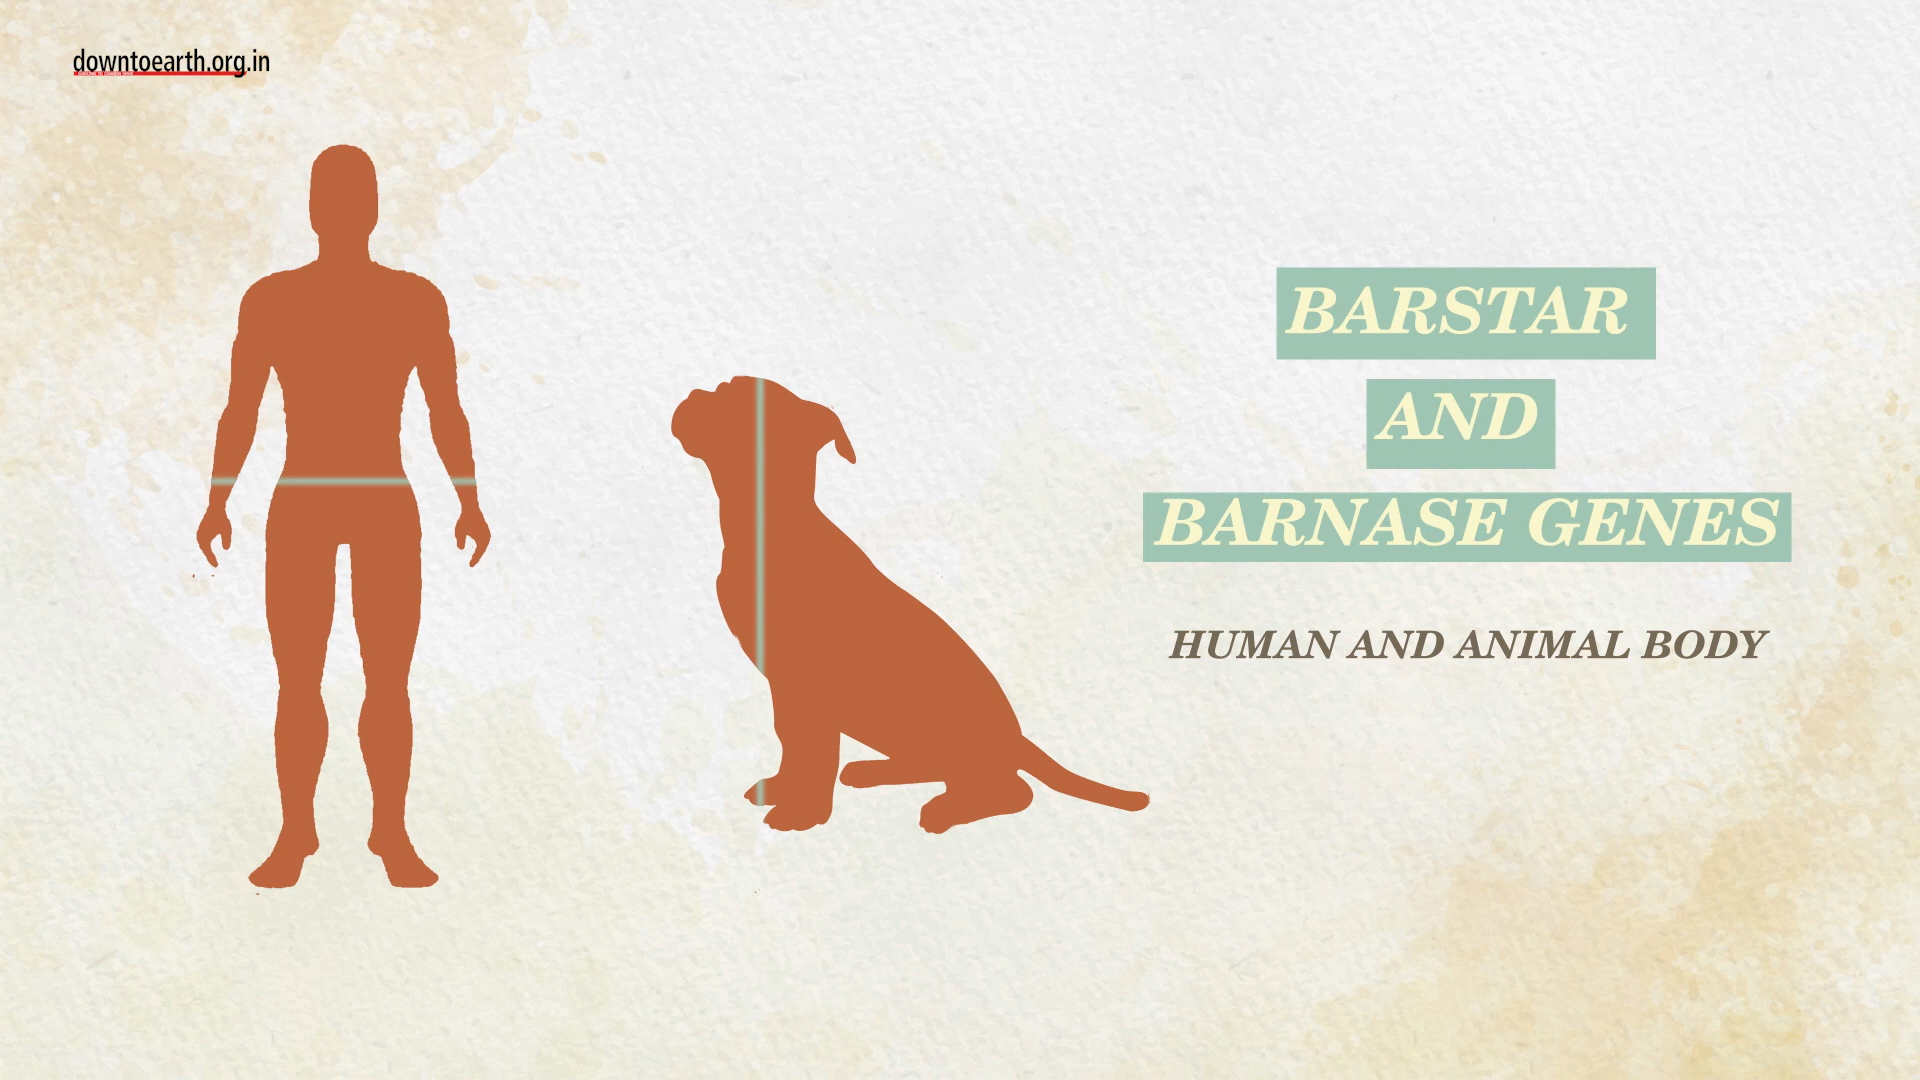 downtoearth.org.in
BARSTAR
AND
BARNASE GENES
HUMAN AND ANIMAL BODY